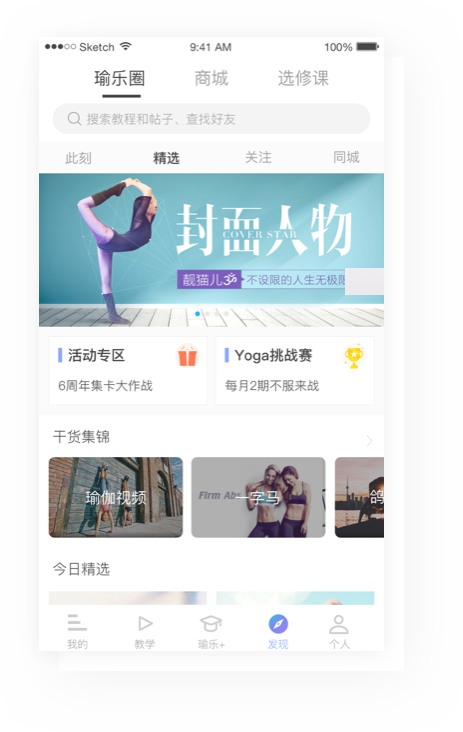 Sketch 9:41 AM 100%
瑜乐圈 商城 选修课
搜索教程和帖子、查找好友
此刻 精选 关注 同城
封面人物
COVER STAR
靓猫儿ॐ 不设限的人生无极限
活动专区 Yoga挑战赛
6周年集卡大作战 每月2期不服来战
干货集锦
瑜伽视频 Firm Ab 一字马 鸽
今日精选
我的 教学 瑜乐+ 发现 个人